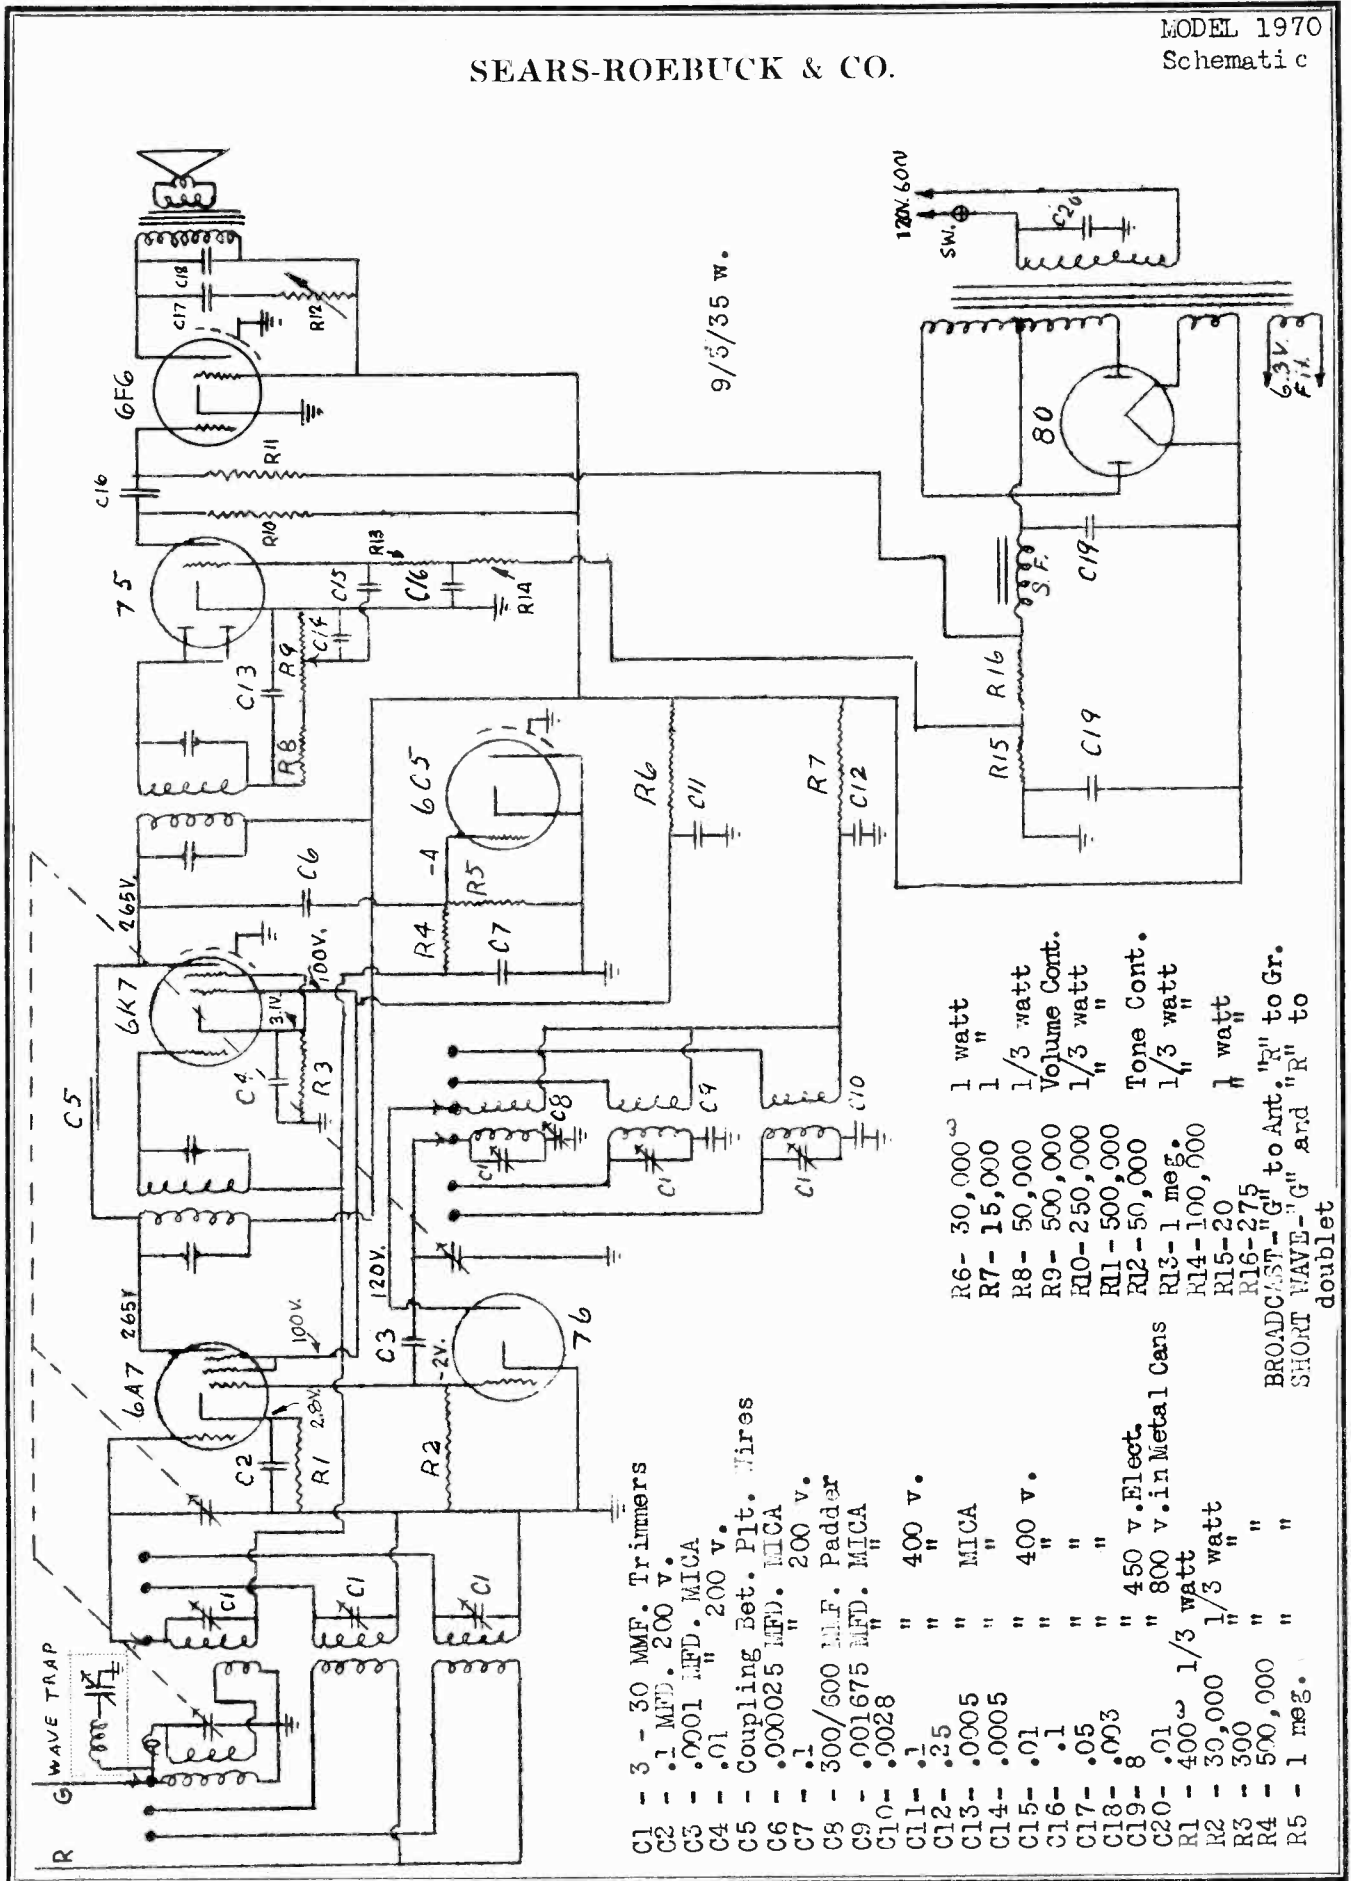 MODEL 1970
Schematic
SEARS-ROEBUCK & CO.
120V. 60N
SW.
C20
C18
C17
R12
6F6
9/5/35 w.
C16
R11
R10
80
6.3V.
Fil.
75
R13
C15
C16
R14
C14
R9
C13
R8
S.F.
C19
R16
R15
C19
6C5
R6
C11
R7
C12
-4
R5
R4
C7
C6
265V.
6K7
3.1V.
100V.
C4
R3
C5
C8
C9
C10
C1
C1
C1
120V.
C3
-2V.
76
265V
6A7
100V.
2.8V.
C2
R1
R2
C1
C1
C1
WAVE TRAP
G
R
C1 - 3 - 30 MMF. Trimmers
C2 - .1 MFD. 200 v.
C3 - .0001 MFD. MICA
C4 - .01 " 200 v.
C5 - Coupling Bet. Plt. Wires
C6 - .000025 MFD. MICA
C7 - .1 " 200 v.
C8 - 300/600 M.F. Padder
C9 - .001675 MFD. MICA
C10- .0028 " "
C11- .1 " 400 v.
C12- .25 " "
C13- .0005 " MICA
C14- .0005 " "
C15- .01 " 400 v.
C16- .1 " "
C17- .05 " "
C18- .003 " "
C19- 8 " 450 v.Elect.
C20- .01 " 800 v.in Metal Cans
R1 - 400ω 1/3 watt
R2 - 30,000 1/3 watt
R3 - 300 " "
R4 - 500,000 " "
R5 - 1 meg. " "
R6- 30,000 ω 1 watt
R7- 15,000 1 "
R8- 50,000 1/3 watt
R9- 500,000 Volume Cont.
R10-250,000 1/3 watt
R11-500,000 " "
R12-50,000 Tone Cont.
R13-1 meg. 1/3 watt
R14-100,000 " "
R15-20 1 watt
R16-275 " "
BROADCAST-"G" to Ant. "R" to Gr.
SHORT WAVE-"G" and "R" to
doublet